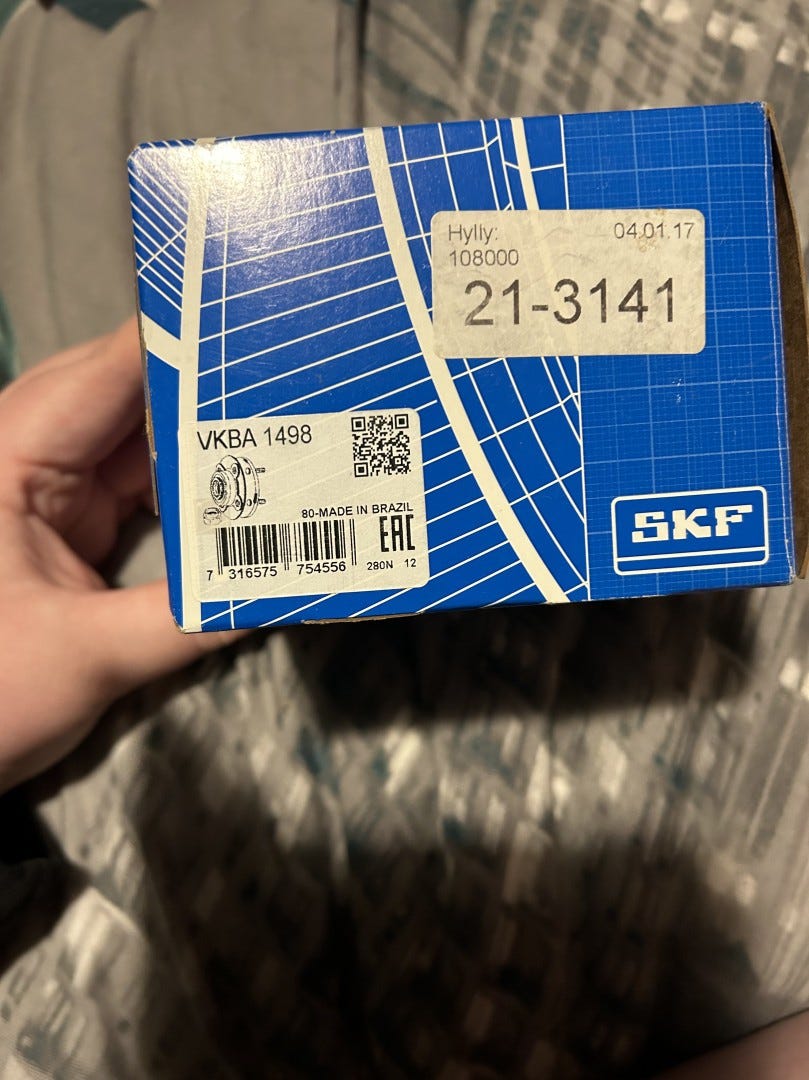 Hylly: 04.01.17
108000
21-3141
VKBA 1498
80-MADE IN BRAZIL
EAC
7 316575 754556
280N 12
SKF